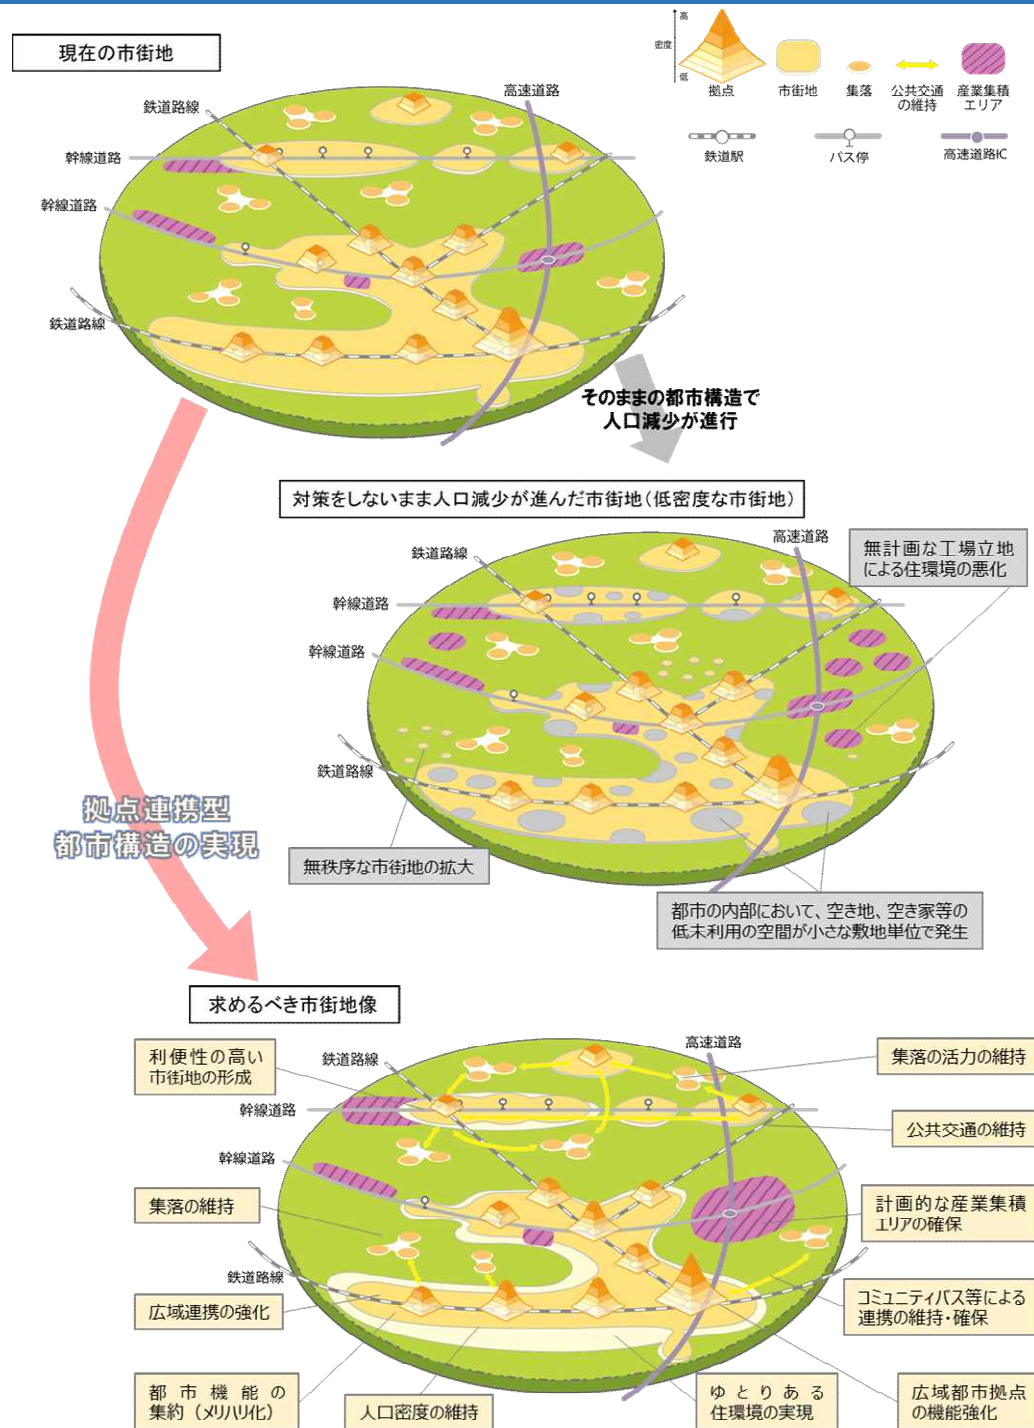 現在の市街地
高
密度
低
拠点
市街地
集落
公共交通
の維持
産業集積
エリア
鉄道駅
バス停
高速道路IC
鉄道路線
高速道路
幹線道路
幹線道路
鉄道路線
そのままの都市構造で
人口減少が進行
対策をしないまま人口減少が進んだ市街地（低密度な市街地）
鉄道路線
高速道路
無計画な工場立地
による住環境の悪化
幹線道路
幹線道路
鉄道路線
拠点連携型
都市構造の実現
無秩序な市街地の拡大
都市の内部において、空き地、空き家等の
低未利用の空間が小さな敷地単位で発生
求めるべき市街地像
利便性の高い
市街地の形成
鉄道路線
高速道路
集落の活力の維持
幹線道路
公共交通の維持
幹線道路
集落の維持
計画的な産業集積
エリアの確保
鉄道路線
広域連携の強化
コミュニティバス等による
連携の維持・確保
都市機能の
集約（メリハリ化）
人口密度の維持
ゆとりある
住環境の実現
広域都市拠点
の機能強化